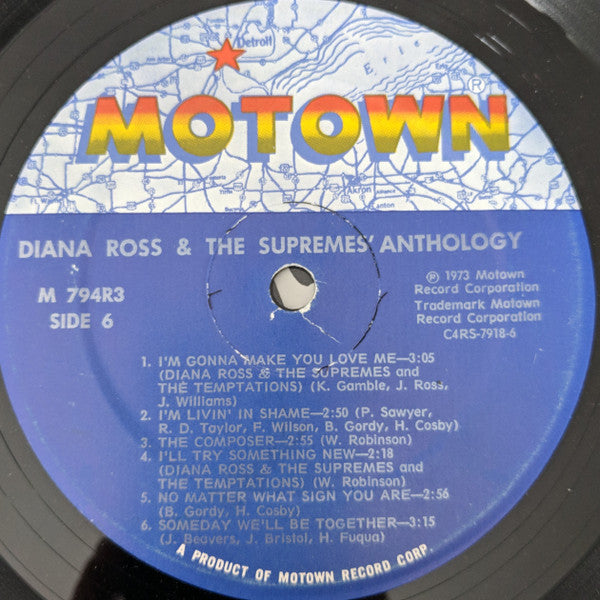 Detroit
Erie
MOTOWN®
Akron
Canton
DIANA ROSS & THE SUPREMES' ANTHOLOGY
M 794R3
SIDE 6
℗ 1973 Motown
Record Corporation
Trademark Motown
Record Corporation
C4RS-7918-6
1. I'M GONNA MAKE YOU LOVE ME—3:05
(DIANA ROSS & THE SUPREMES and
THE TEMPTATIONS) (K. Gamble, J. Ross,
J. Williams)
2. I'M LIVIN' IN SHAME—2:50 (P. Sawyer,
R. D. Taylor, F. Wilson, B. Gordy, H. Cosby)
3. THE COMPOSER—2:55 (W. Robinson)
4. I'LL TRY SOMETHING NEW—2:18
(DIANA ROSS & THE SUPREMES and
THE TEMPTATIONS) (W. Robinson)
5. NO MATTER WHAT SIGN YOU ARE—2:56
(B. Gordy, H. Cosby)
6. SOMEDAY WE'LL BE TOGETHER—3:15
(J. Beavers, J. Bristol, H. Fuqua)
A PRODUCT OF MOTOWN RECORD CORP.